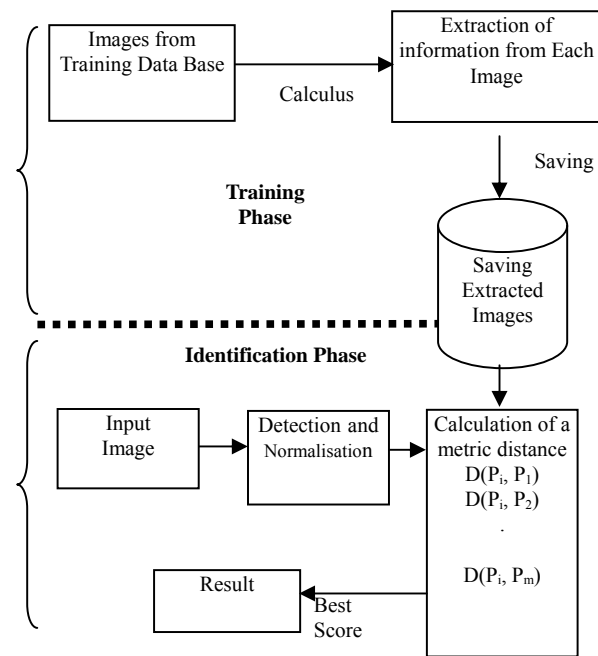 Images from
Training Data Base
Calculus
Extraction of
information from Each
Image
Saving
Training
Phase
Saving
Extracted
Images
Identification Phase
Input
Image
Detection and
Normalisation
Calculation of a
metric distance
D(Pᵢ, P₁)
D(Pᵢ, P₂)
.
D(Pᵢ, Pₘ)
Result
Best
Score